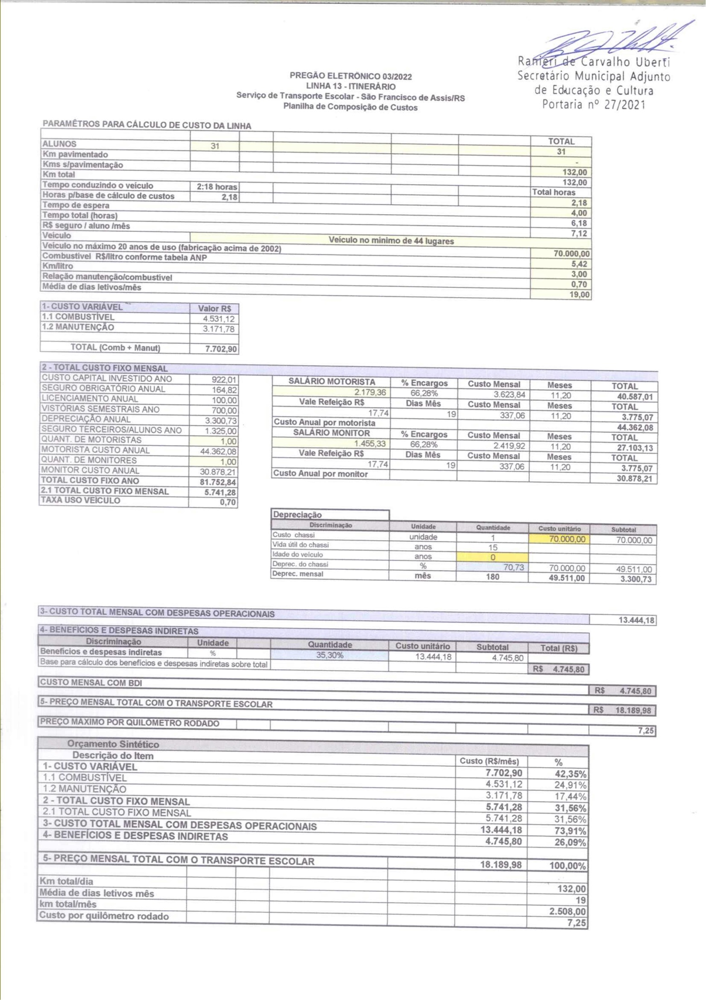 Ranieri de Carvalho Uberti
Secretário Municipal Adjunto
de Educação e Cultura
Portaria nº 27/2021
PREGÃO ELETRÔNICO 03/2022
LINHA 13 - ITINERÁRIO
Serviço de Transporte Escolar - São Francisco de Assis/RS
Planilha de Composição de Custos
PARAMÊTROS PARA CÁLCULO DE CUSTO DA LINHA
TOTAL
ALUNOS 31 31
Km pavimentado -
Kms s/pavimentação 132,00
Km total 132,00
Tempo conduzindo o veículo 2:18 horas Total horas
Horas p/base de cálculo de custos 2,18 2,18
Tempo de espera 4,00
Tempo total (horas) 6,18
R$ seguro / aluno /mês 7,12
Veículo Veículo no mínimo de 44 lugares
Veículo no máximo 20 anos de uso (fabricação acima de 2002) 70.000,00
Combustível R$/litro conforme tabela ANP 5,42
Km/litro 3,00
Relação manutenção/combustível 0,70
Média de dias letivos/mês 19,00
1- CUSTO VARIÁVEL Valor R$
1.1 COMBUSTÍVEL 4.531,12
1.2 MANUTENÇÃO 3.171,78
TOTAL (Comb + Manut) 7.702,90
2 - TOTAL CUSTO FIXO MENSAL
CUSTO CAPITAL INVESTIDO ANO 922,01
SEGURO OBRIGATÓRIO ANUAL 164,82
LICENCIAMENTO ANUAL 100,00
VISTÓRIAS SEMESTRAIS ANO 700,00
DEPRECIAÇÃO ANUAL 3.300,73
SEGURO TERCEIROS/ALUNOS ANO 1.325,00
QUANT. DE MOTORISTAS 1,00
MOTORISTA CUSTO ANUAL 44.362,08
QUANT. DE MONITORES 1,00
MONITOR CUSTO ANUAL 30.878,21
TOTAL CUSTO FIXO ANO 81.752,84
2.1 TOTAL CUSTO FIXO MENSAL 5.741,28
TAXA USO VEÍCULO 0,70
SALÁRIO MOTORISTA % Encargos Custo Mensal Meses TOTAL
2.179,36 66,28% 3.623,84 11,20 40.587,01
Vale Refeição R$ Dias Mês Custo Mensal Meses TOTAL
17,74 19 337,06 11,20 3.775,07
Custo Anual por motorista 44.362,08
SALÁRIO MONITOR % Encargos Custo Mensal Meses TOTAL
1.455,33 66,28% 2.419,92 11,20 27.103,13
Vale Refeição R$ Dias Mês Custo Mensal Meses TOTAL
17,74 19 337,06 11,20 3.775,07
Custo Anual por monitor 30.878,21
Depreciação
Discriminação Unidade Quantidade Custo unitário Subtotal
Custo chassi unidade 1 70.000,00 70.000,00
Vida útil do chassi anos 15
Idade do veículo anos 0
Deprec. do chassi % 70,73 70.000,00 49.511,00
Deprec. mensal mês 180 49.511,00 3.300,73
3- CUSTO TOTAL MENSAL COM DESPESAS OPERACIONAIS 13.444,18
4- BENEFÍCIOS E DESPESAS INDIRETAS
Discriminação Unidade Quantidade Custo unitário Subtotal Total (R$)
Benefícios e despesas indiretas % 35,30% 13.444,18 4.745,80
Base para cálculo dos benefícios e despesas indiretas sobre total R$ 4.745,80
CUSTO MENSAL COM BDI R$ 4.745,80
5- PREÇO MENSAL TOTAL COM O TRANSPORTE ESCOLAR R$ 18.189,98
PREÇO MÁXIMO POR QUILÔMETRO RODADO 7,25
Orçamento Sintético
Descrição do Item Custo (R$/mês) %
1- CUSTO VARIÁVEL 7.702,90 42,35%
1.1 COMBUSTÍVEL 4.531,12 24,91%
1.2 MANUTENÇÃO 3.171,78 17,44%
2 - TOTAL CUSTO FIXO MENSAL 5.741,28 31,56%
2.1 TOTAL CUSTO FIXO MENSAL 5.741,28 31,56%
3- CUSTO TOTAL MENSAL COM DESPESAS OPERACIONAIS 13.444,18 73,91%
4- BENEFÍCIOS E DESPESAS INDIRETAS 4.745,80 26,09%
5- PREÇO MENSAL TOTAL COM O TRANSPORTE ESCOLAR 18.189,98 100,00%
Km total/dia 132,00
Média de dias letivos mês 19
km total/mês 2.508,00
Custo por quilômetro rodado 7,25